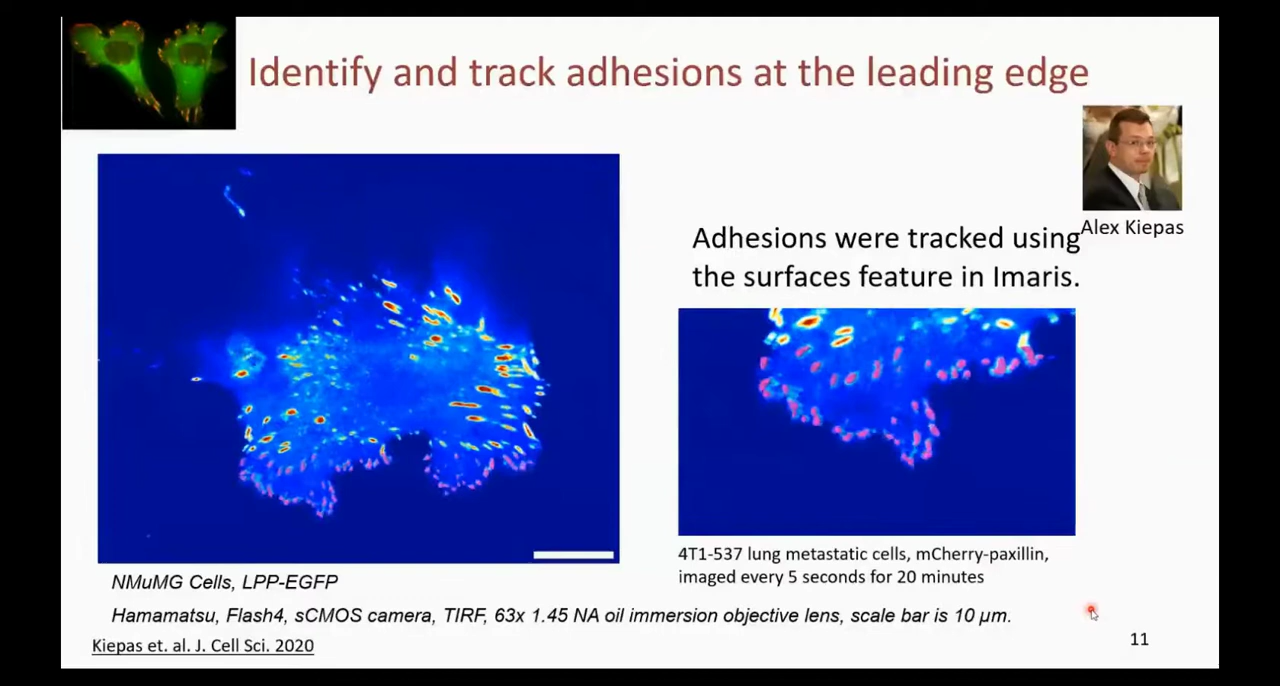 Identify and track adhesions at the leading edge
Alex Kiepas
Adhesions were tracked using
the surfaces feature in Imaris.
4T1-537 lung metastatic cells, mCherry-paxillin,
imaged every 5 seconds for 20 minutes
NMuMG Cells, LPP-EGFP
Hamamatsu, Flash4, sCMOS camera, TIRF, 63x 1.45 NA oil immersion objective lens, scale bar is 10 µm.
Kiepas et. al. J. Cell Sci. 2020
11